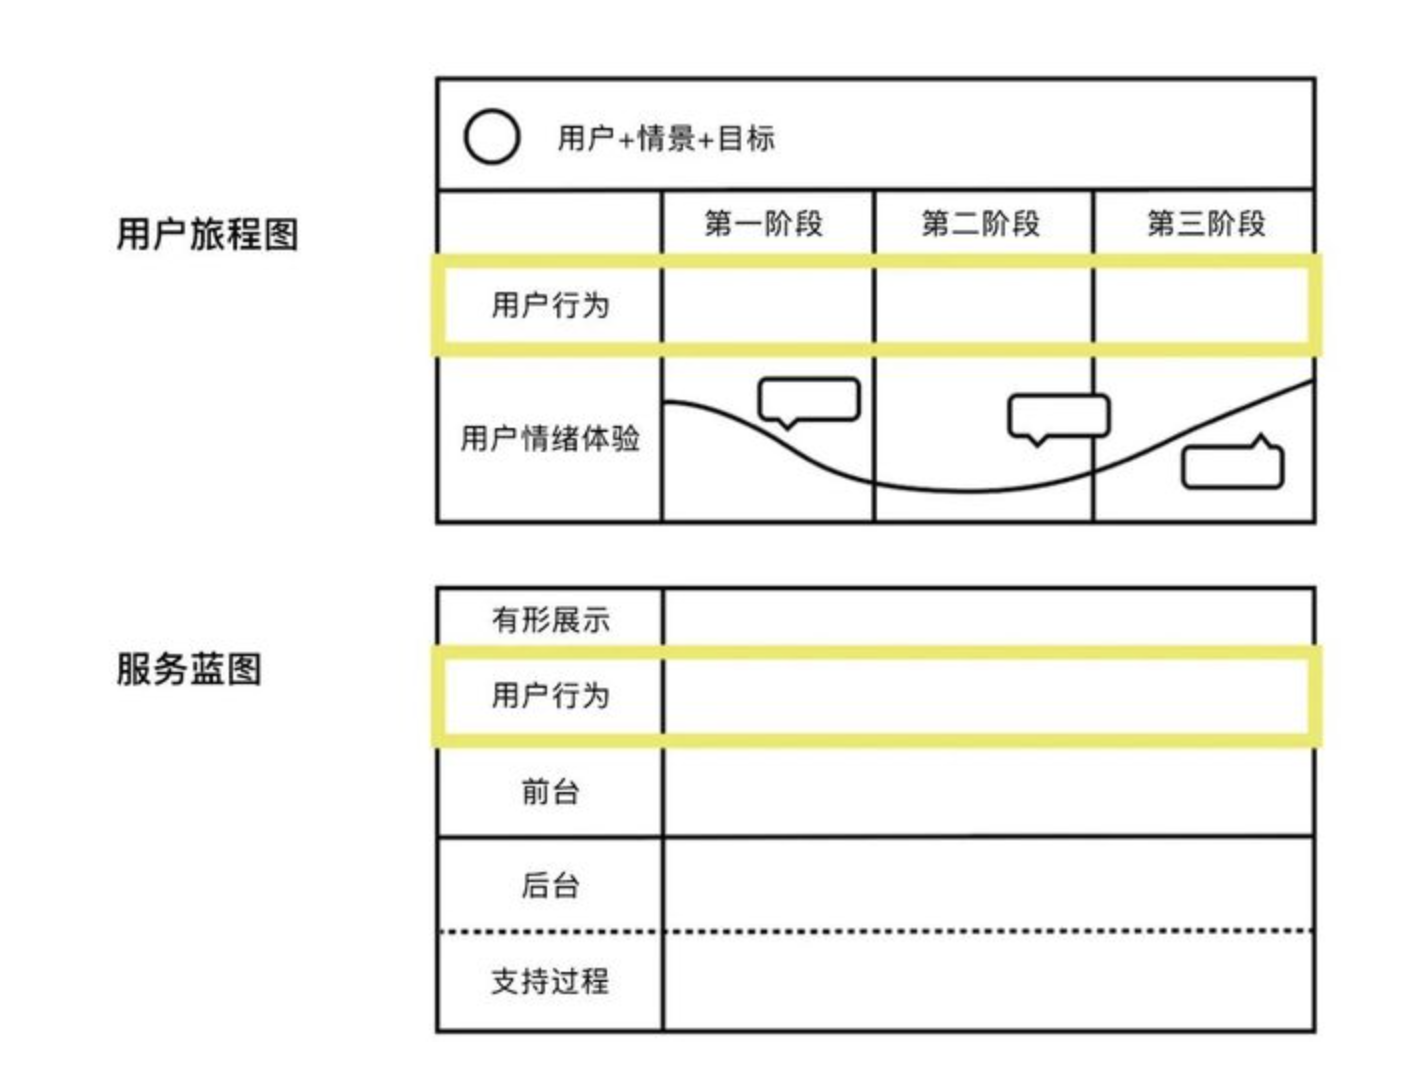 用户+情景+目标
用户旅程图
第一阶段
第二阶段
第三阶段
用户行为
用户情绪体验
有形展示
服务蓝图
用户行为
前台
后台
支持过程